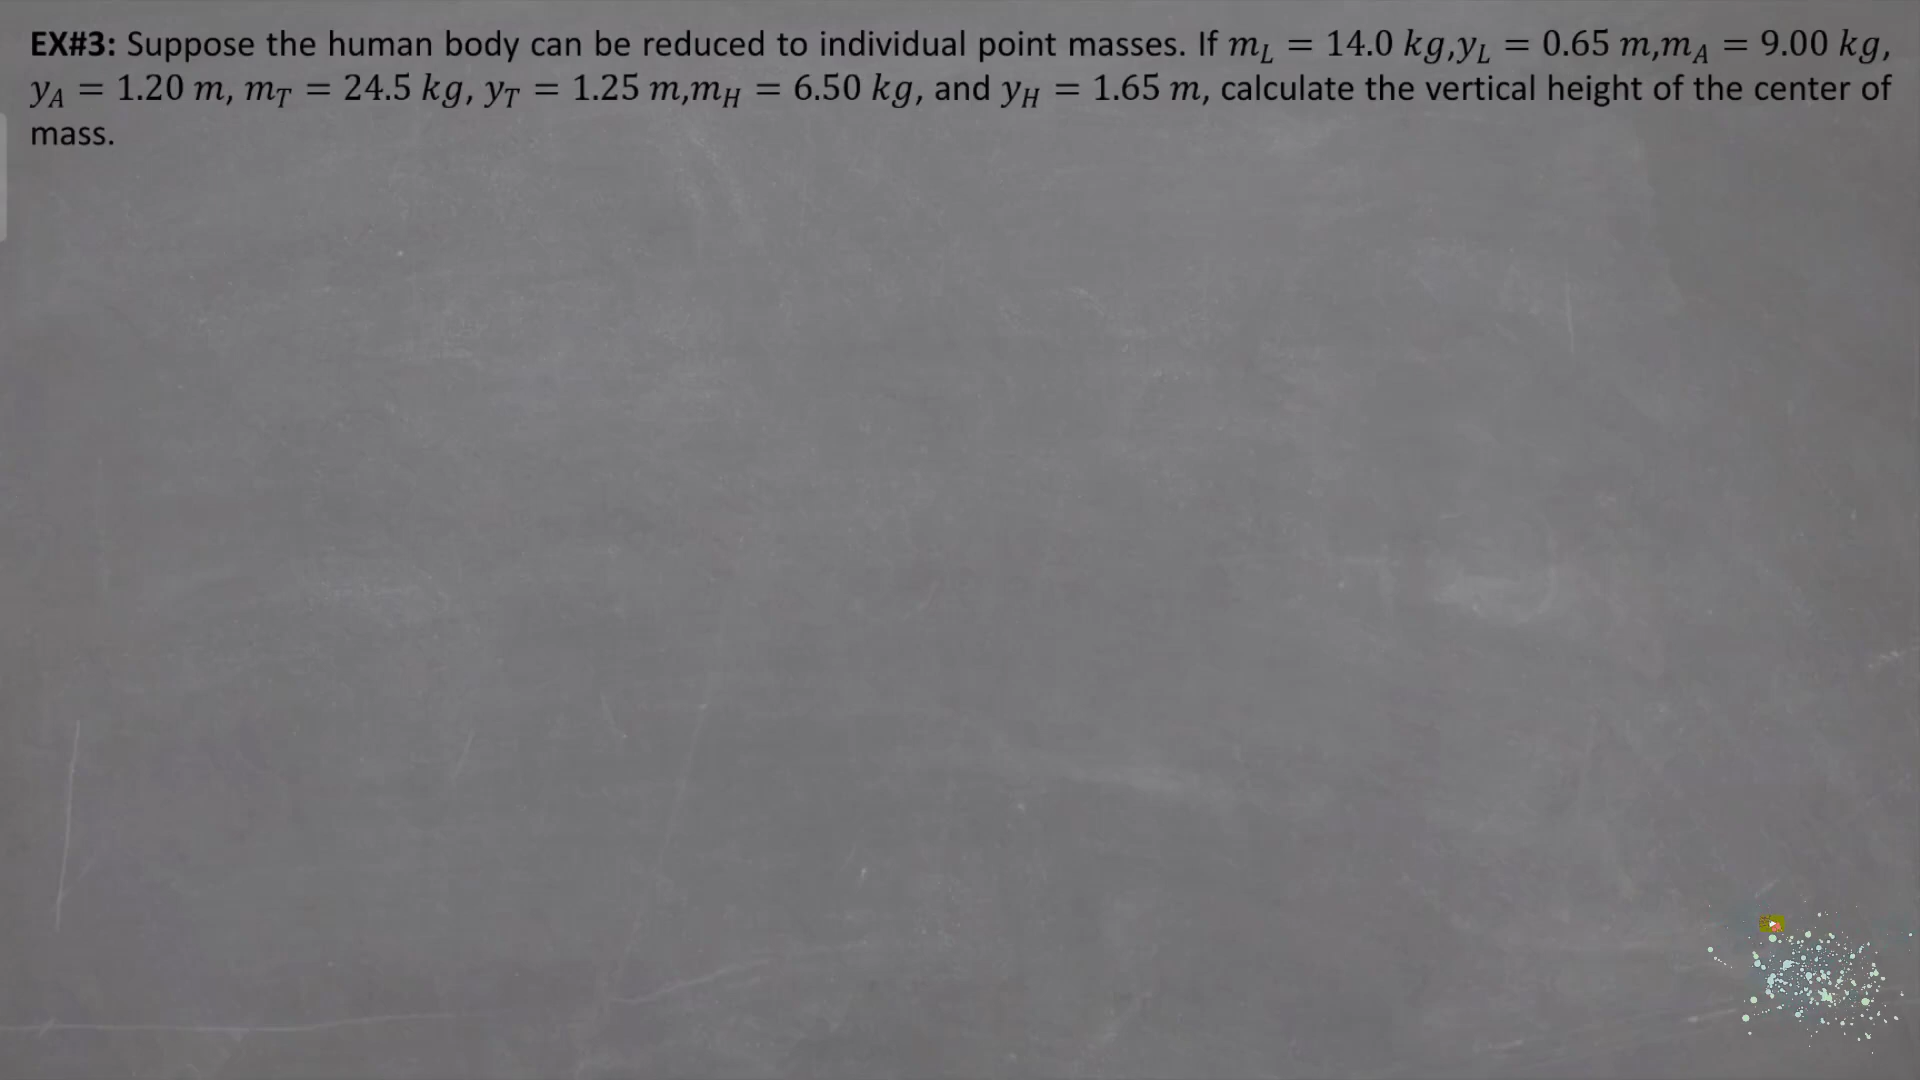 EX#3: Suppose the human body can be reduced to individual point masses. If m_L = 14.0 kg,y_L = 0.65 m,m_A = 9.00 kg,
y_A = 1.20 m, m_T = 24.5 kg, y_T = 1.25 m,m_H = 6.50 kg, and y_H = 1.65 m, calculate the vertical height of the center of
mass.